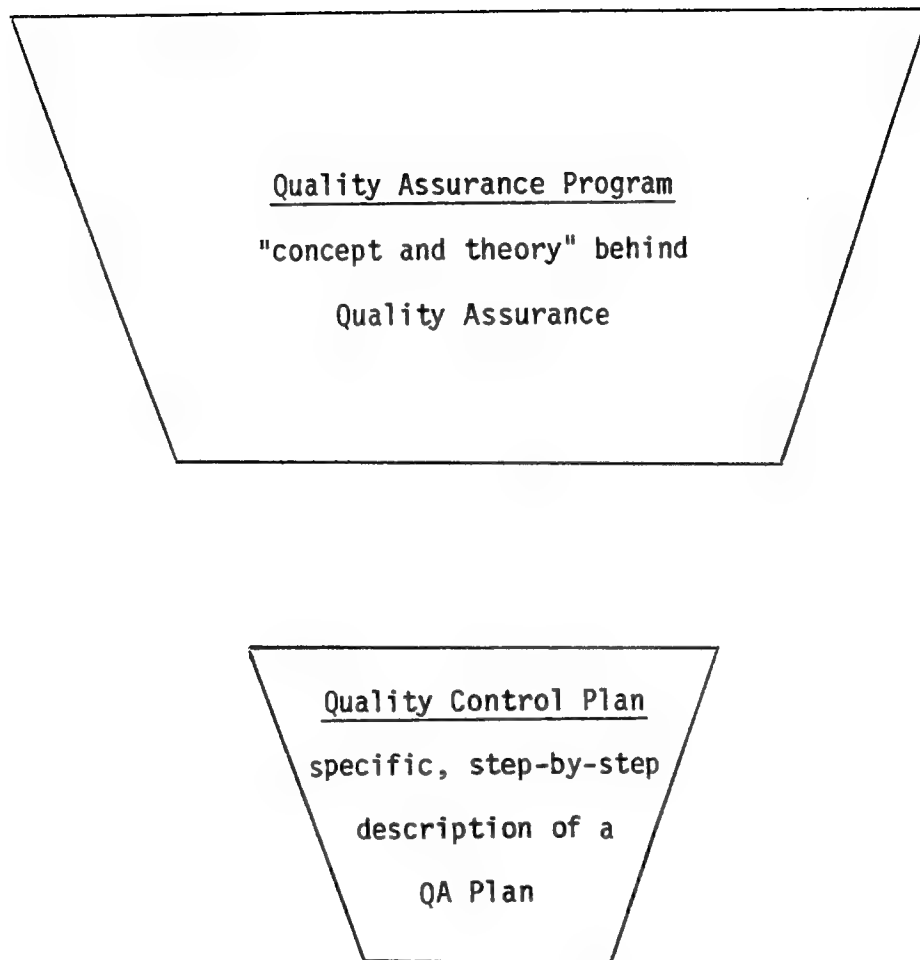 Quality Assurance Program
"concept and theory" behind
Quality Assurance
Quality Control Plan
specific, step-by-step
description of a
QA Plan